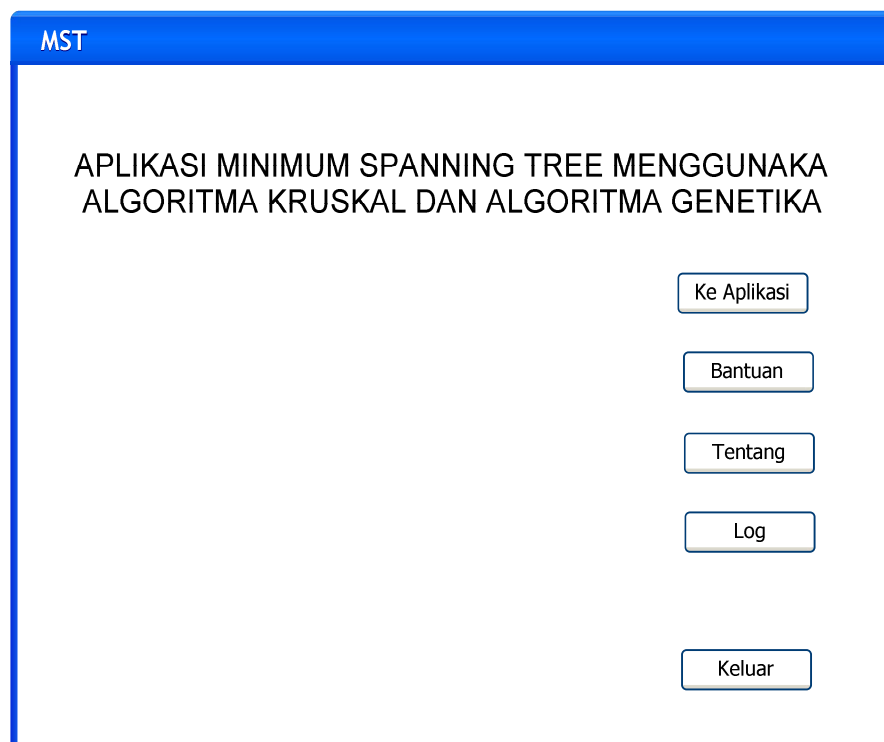 MST
APLIKASI MINIMUM SPANNING TREE MENGGUNAKA
ALGORITMA KRUSKAL DAN ALGORITMA GENETIKA
Ke Aplikasi
Bantuan
Tentang
Log
Keluar